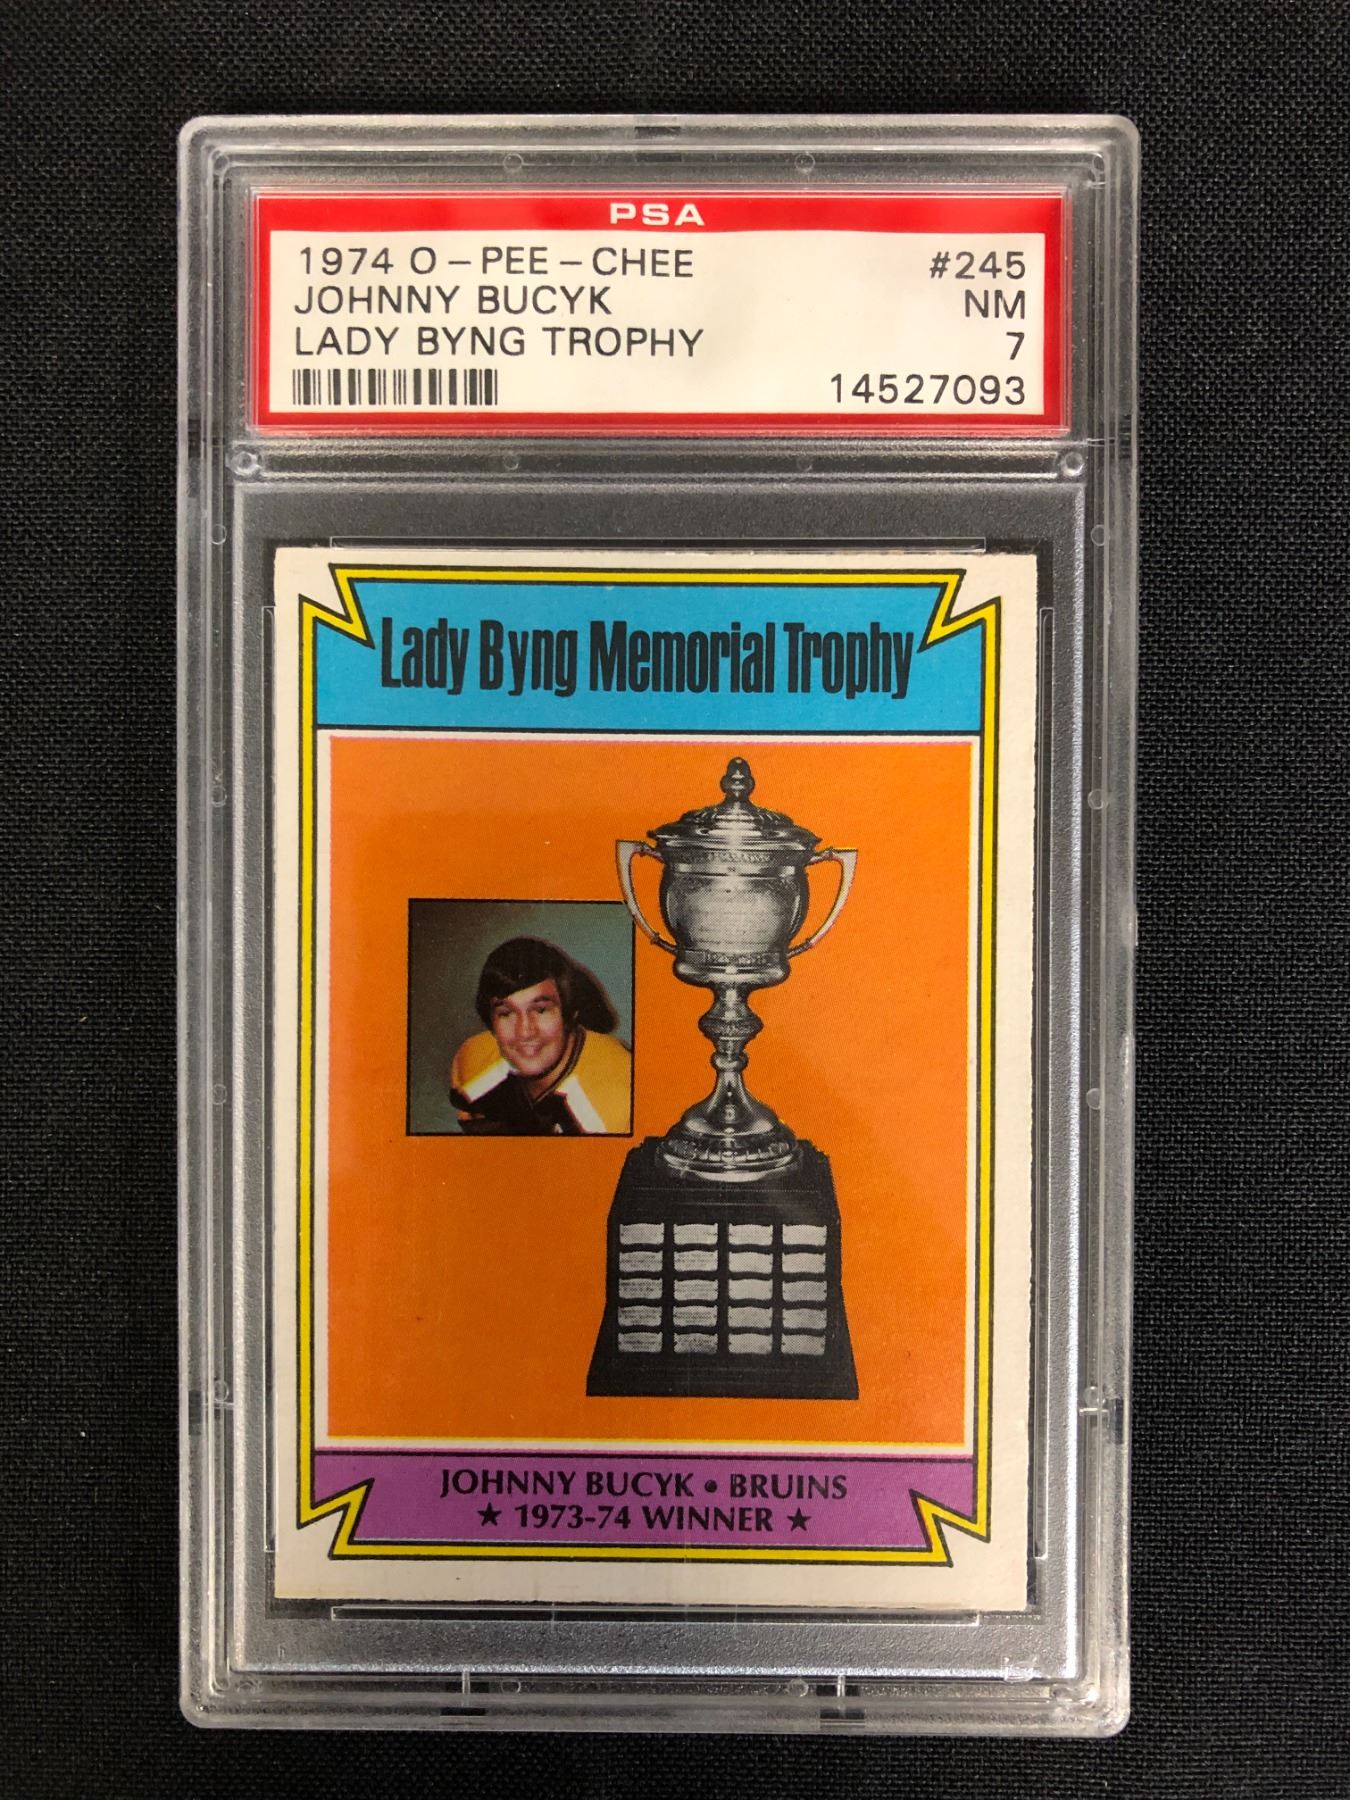 PSA
1974 O-PEE-CHEE #245
JOHNNY BUCYK NM
LADY BYNG TROPHY 7
14527093
Lady Byng Memorial Trophy
JOHNNY BUCYK • BRUINS
★ 1973-74 WINNER ★